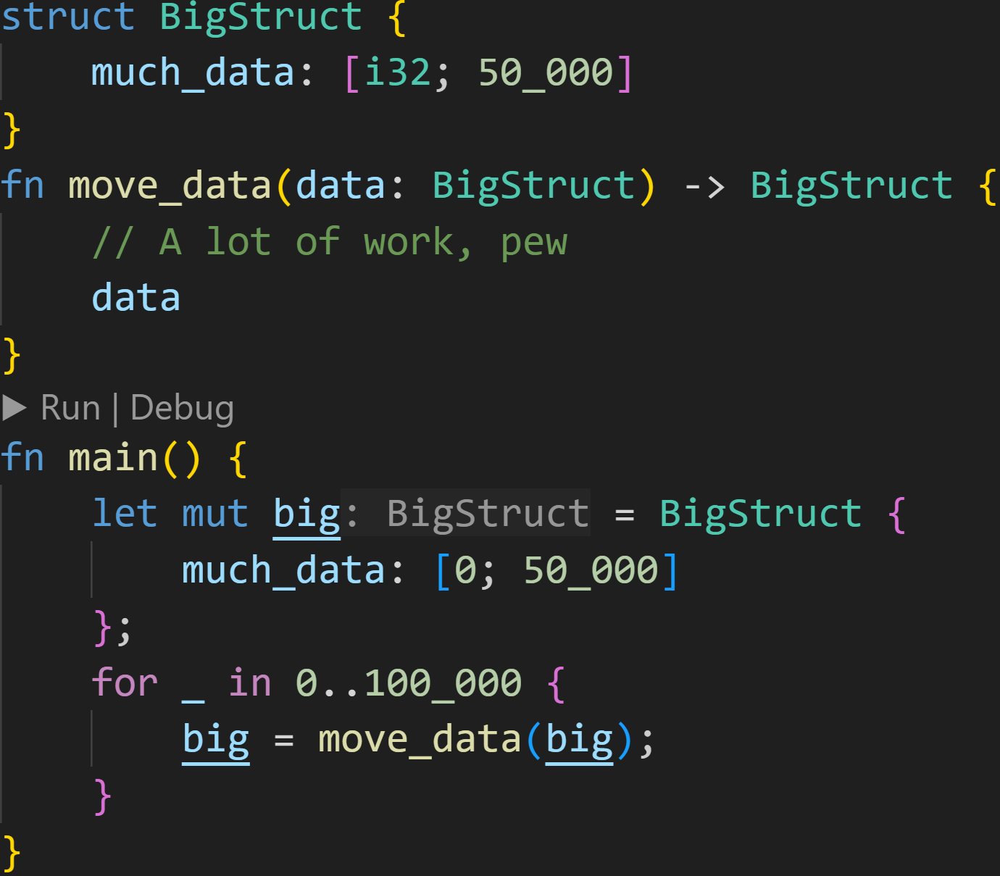 struct BigStruct {
    much_data: [i32; 50_000]
}
fn move_data(data: BigStruct) -> BigStruct {
    // A lot of work, pew
    data
}
▶ Run | Debug
fn main() {
    let mut big: BigStruct = BigStruct {
        much_data: [0; 50_000]
    };
    for _ in 0..100_000 {
        big = move_data(big);
    }
}